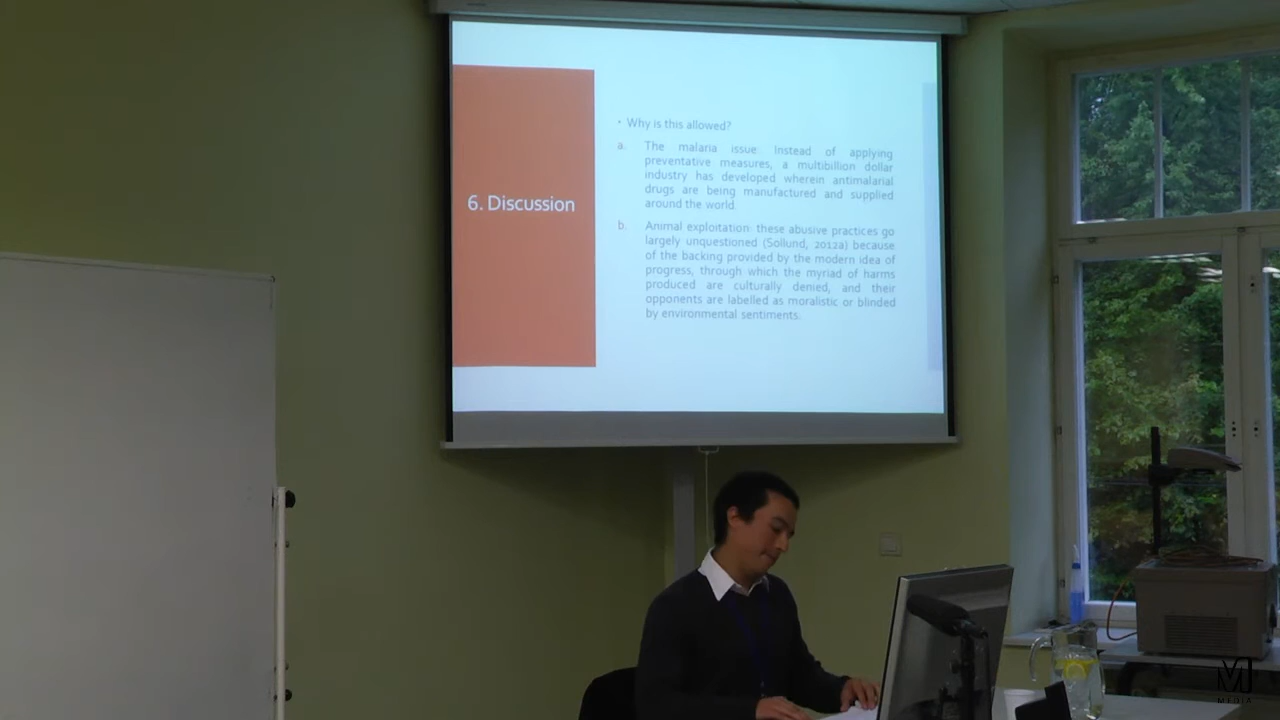 6. Discussion
• Why is this allowed?
a. The malaria issue: Instead of applying
preventative measures, a multibillion dollar
industry has developed wherein antimalarial
drugs are being manufactured and supplied
around the world.
b. Animal exploitation: these abusive practices go
largely unquestioned (Sollund, 2012a) because
of the backing provided by the modern idea of
progress, through which the myriad of harms
produced are culturally denied, and their
opponents are labelled as moralistic or blinded
by environmental sentiments.
MJ
MEDIA